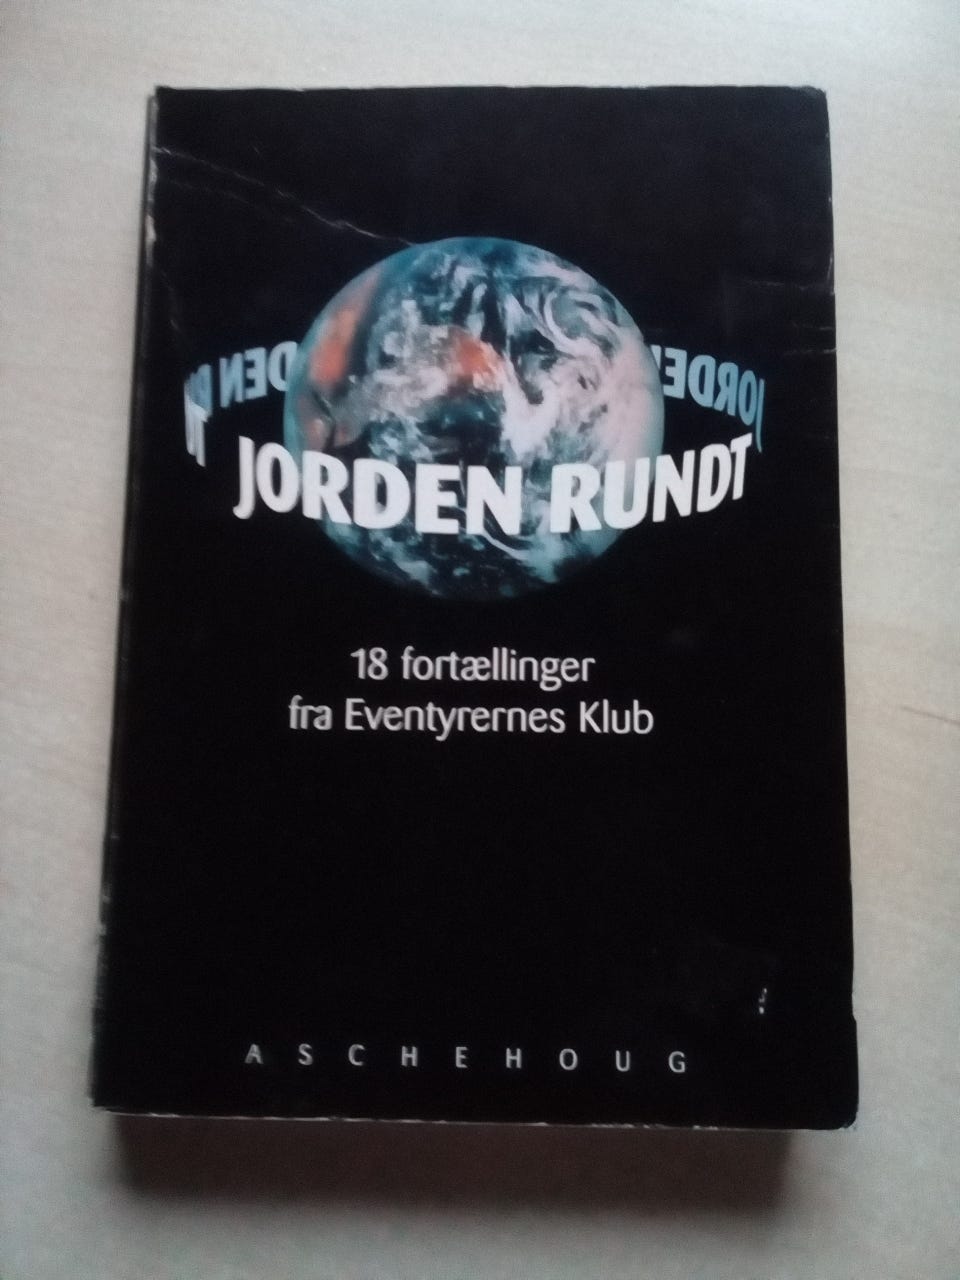 JORDEN RUNDT
18 fortællinger
fra Eventyrernes Klub
ASCHEHOUG